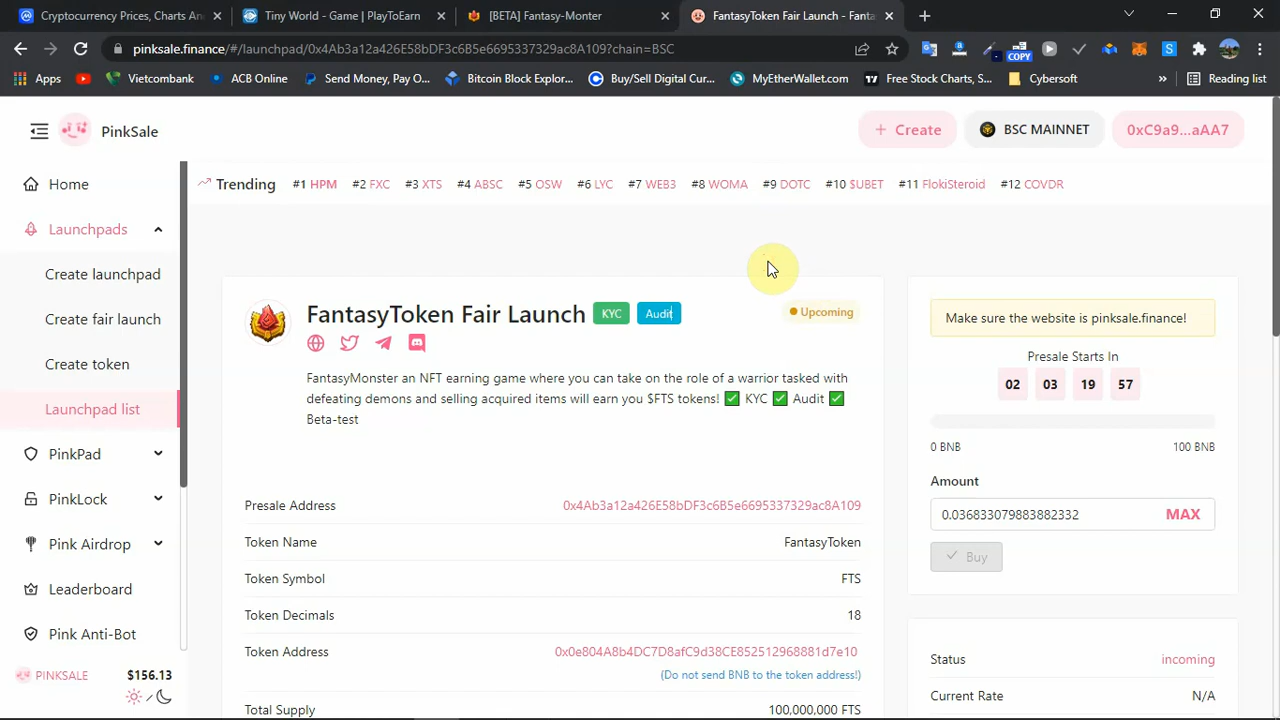 Cryptocurrency Prices, Charts An
Tiny World - Game | PlayToEarn
[BETA] Fantasy-Monter
FantasyToken Fair Launch - Fanta
pinksale.finance/#/launchpad/0x4Ab3a12a426E58bDF3c6B5e6695337329ac8A109?chain=BSC
COPY
Apps
Vietcombank
ACB Online
Send Money, Pay O...
Bitcoin Block Explor...
Buy/Sell Digital Cur...
MyEtherWallet.com
Free Stock Charts, S...
Cybersoft
»
Reading list
PinkSale
+ Create
BSC MAINNET
0xC9a9...aAA7
Home
Launchpads
Create launchpad
Create fair launch
Create token
Launchpad list
PinkPad
PinkLock
Pink Airdrop
Leaderboard
Pink Anti-Bot
PINKSALE $156.13
/
Trending #1 HPM #2 FXC #3 XTS #4 ABSC #5 OSW #6 LYC #7 WEB3 #8 WOMA #9 DOTC #10 $UBET #11 FlokiSteroid #12 COVDR
FantasyToken Fair Launch KYC Audit
Upcoming
FantasyMonster an NFT earning game where you can take on the role of a warrior tasked with
defeating demons and selling acquired items will earn you $FTS tokens! ✅ KYC ✅ Audit ✅
Beta-test
Presale Address 0x4Ab3a12a426E58bDF3c6B5e6695337329ac8A109
Token Name FantasyToken
Token Symbol FTS
Token Decimals 18
Token Address 0x0e804A8b4DC7D8afC9d38CE852512968881d7e10
(Do not send BNB to the token address!)
Total Supply 100,000,000 FTS
Make sure the website is pinksale.finance!
Presale Starts In
02 03 19 57
0 BNB 100 BNB
Amount
0.036833079883882332 MAX
Buy
Status incoming
Current Rate N/A